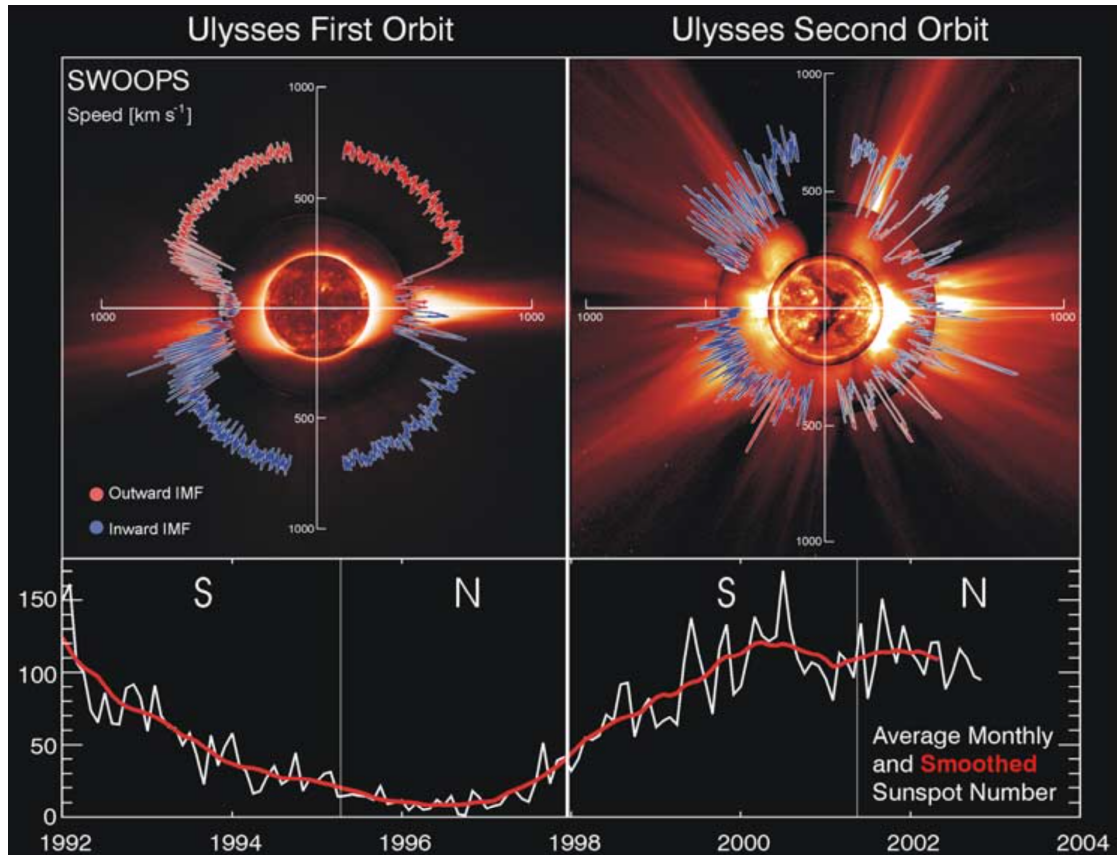 Ulysses First Orbit
Ulysses Second Orbit
SWOOPS
Speed [km s⁻¹]
1000
500
1000
1000
500
1000
Outward IMF
Inward IMF
1000
500
1000
1000
500
1000
S
N
S
N
150
100
50
0
Average Monthly
and Smoothed
Sunspot Number
1992
1994
1996
1998
2000
2002
2004